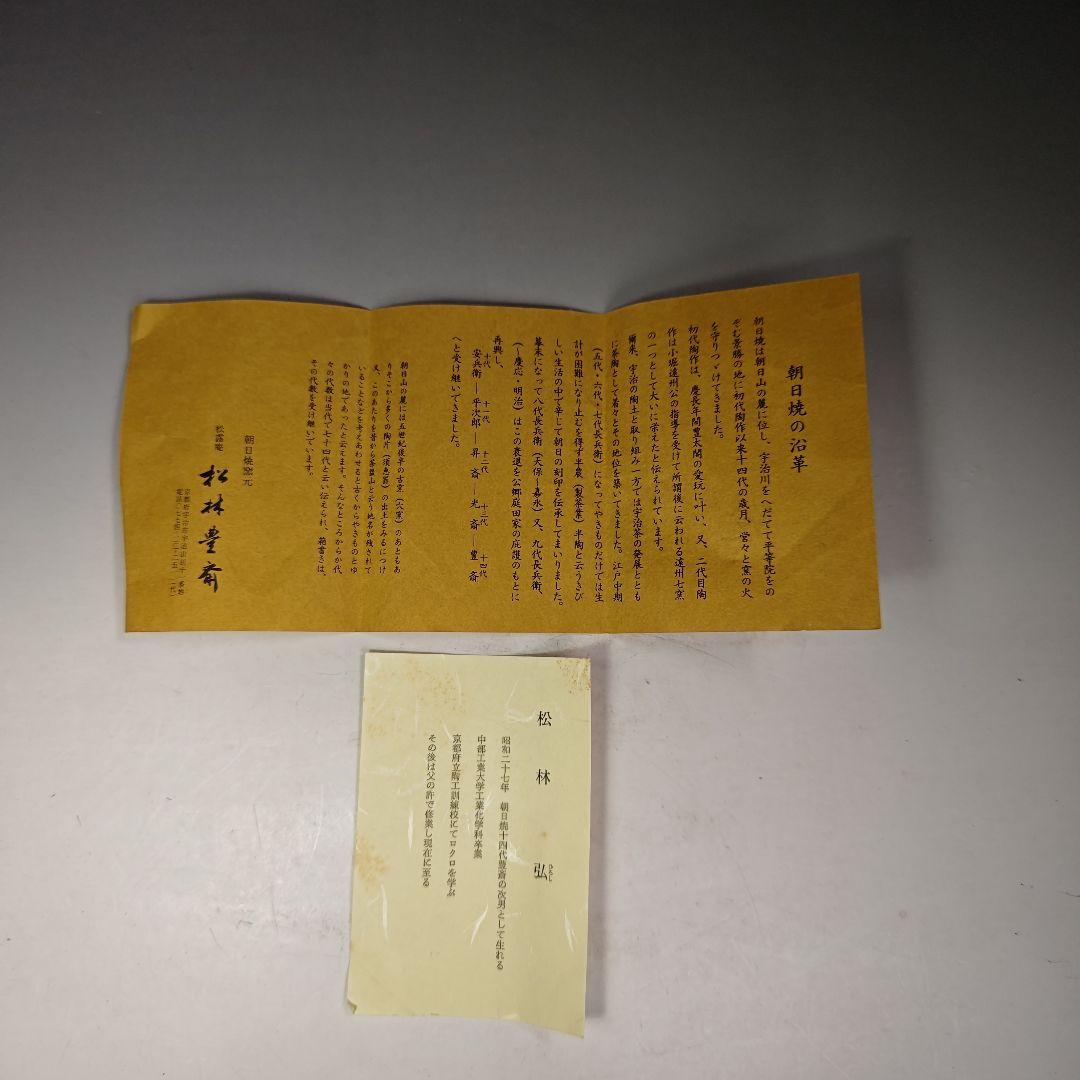 朝日焼の沿革
朝日焼は朝日山の麓に位し、宇治川をへだてて平等院をの
ぞむ景勝の地に初代陶作以来十四代の歳月、営々と窯の火
を守りつゞけてきました。
初代陶作は、慶長年間豊太閤の愛玩に叶い、又、二代目陶
作は小堀遠州公の指導を受けて所謂後に云われる遠州七窯
の一つとして大いに栄えたと伝えられています。
爾来、宇治の陶土と取り組み一方では宇治茶の発展ととも
に茶陶として着々とその地位を築いてきました。江戸中期
(五代・六代・七代長兵衛)になってやきものだけでは生
計が困難になり止むを得ず半農(製茶業)半陶と云うきび
しい生活の中で辛じて朝日の刻印を伝承してまいりました。
幕末になって八代長兵衛(天保～嘉永)又、九代長兵衛、
(～慶応・明治)はこの衰退を公卿庭田家の庇護のもとに
再興し、
十代 十一代 十二代 十三代 十四代
安兵衛―平次郎―昇斎―光斎―豊斎
へと受け継いできました。
朝日山の麓には五世紀後半の古窯(穴窯)のあともあ
りそこから多くの陶片(須恵器)の出土をみるにつけ
又、このあたりを昔から茶盌山と云う地名が残されて
いることなどを考えあわせると古くからやきものとゆ
かりの地であったと云えます。そんなところからか代
々の代数は当代で七十四代と云い伝えられ、箱書きは、
その代数を受け継いでいます。
朝日焼窯元
松露庵 松林豊斎
京都府宇治市宇治山田十一番地
松林弘
ひろし
昭和二十七年 朝日焼十四代豊斎の次男として生れる
中部工業大学工業化学科卒業
京都府立陶工訓練校にてロクロを学ぶ
その後は父の許で修業し現在に至る